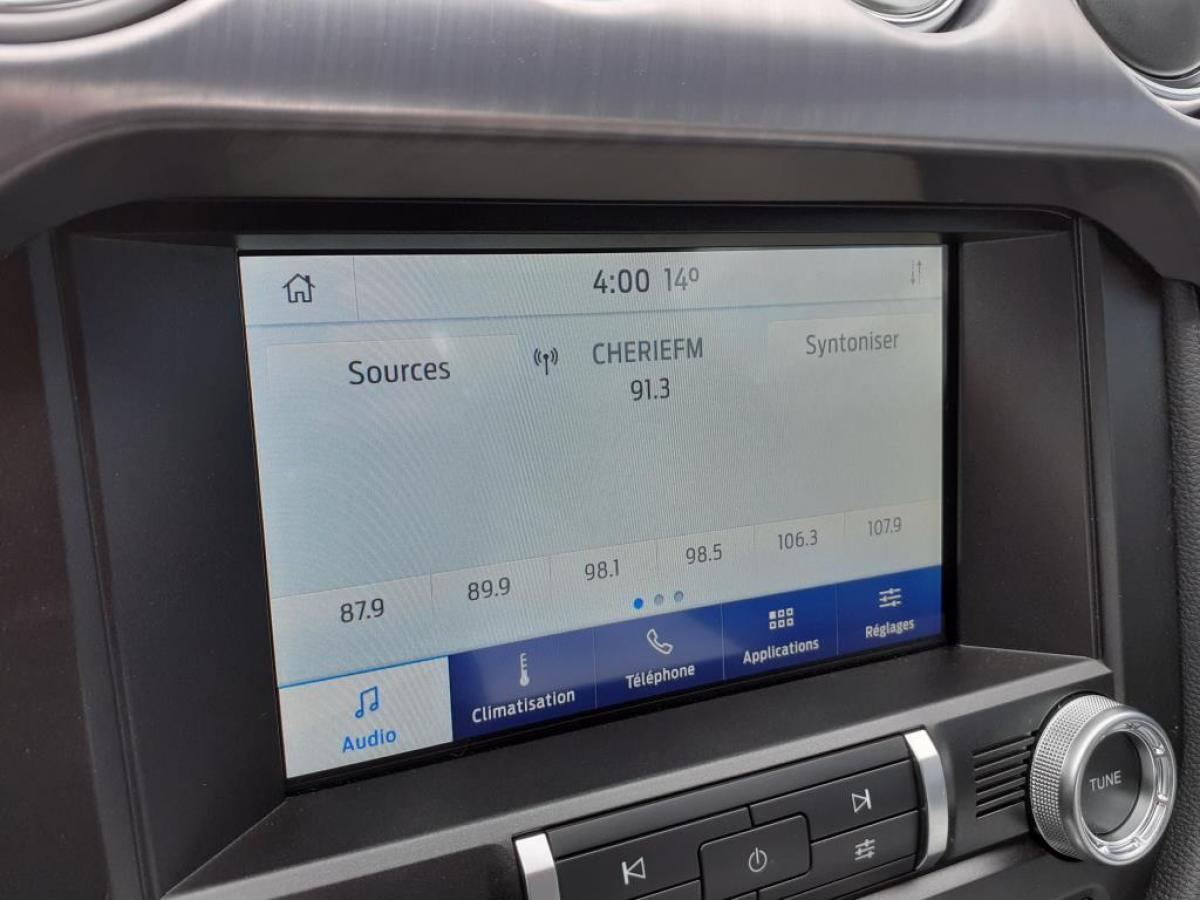 4:00 14°
Sources
CHERIEFM
91.3
Syntoniser
87.9
89.9
98.1
98.5
106.3
107.9
Audio
Climatisation
Téléphone
Applications
Réglages
TUNE